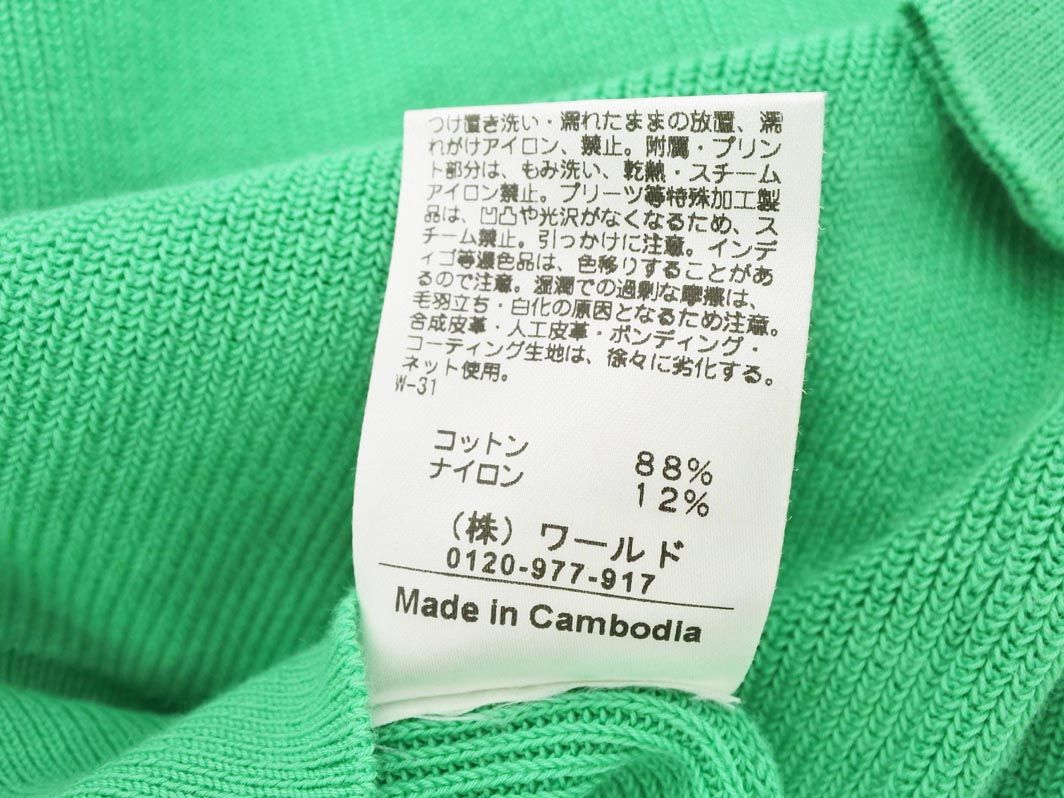 つけ置き洗い・濡れたままの放置、濡
れがけアイロン、禁止。附属・プリン
ト部分は、もみ洗い、乾熱・スチーム
アイロン禁止。プリーツ等特殊加工製
品は、凹凸や光沢がなくなるため、ス
チーム禁止。引っかけに注意。インデ
ィゴ等濃色品は、色移りすることがあ
るので注意。湿潤での過剰な摩擦は、
毛羽立ち・白化の原因となるため注意。
合成皮革・人工皮革・ボンディング・
コーティング生地は、徐々に劣化する。
ネット使用。
W-31
コットン 88%
ナイロン 12%
(株) ワールド
0120-977-917
Made in Cambodia